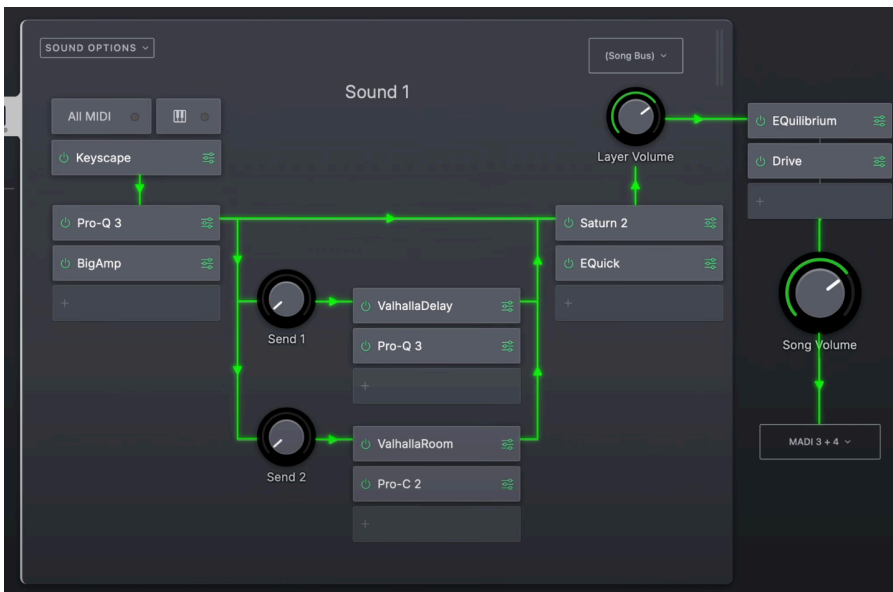 SOUND OPTIONS
(Song Bus)
Sound 1
All MIDI
Keyscape
Layer Volume
EQuilibrium
Drive
+
Pro-Q 3
BigAmp
+
Send 1
ValhallaDelay
Pro-Q 3
+
Send 2
ValhallaRoom
Pro-C 2
+
Saturn 2
EQuick
+
Song Volume
MADI 3 + 4